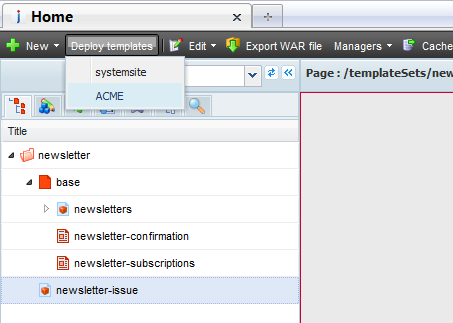 Home
New Deploy templates Edit Export WAR file Managers Cache
systemsite
Page : /templateSets/new
ACME
Title
newsletter
base
newsletters
newsletter-confirmation
newsletter-subscriptions
newsletter-issue